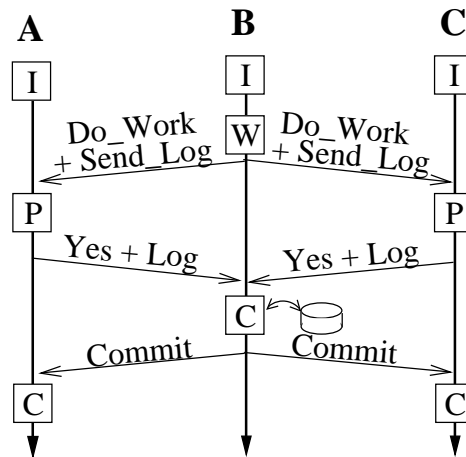 A B C
I I I
W
Do_Work
+ Send_Log
Do_Work
+ Send_Log
P P
Yes + Log Yes + Log
C
Commit Commit
C C